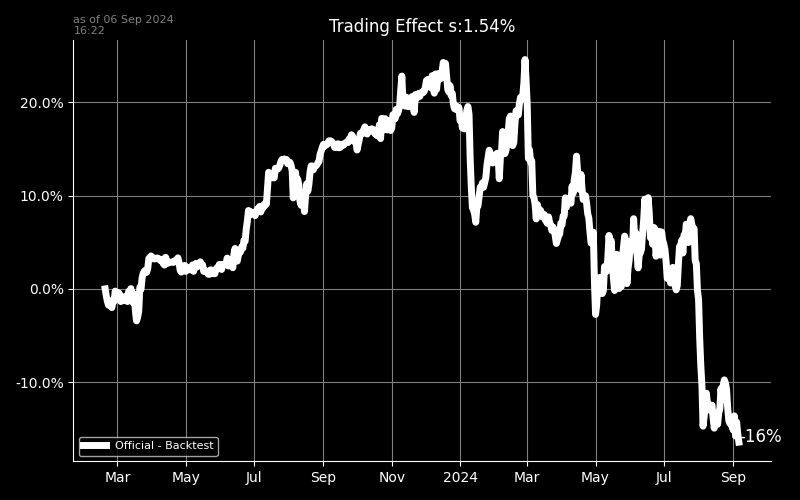 as of 06 Sep 2024
16:22
Trading Effect s:1.54%
20.0%
10.0%
0.0%
-10.0%
-16%
Official - Backtest
Mar
May
Jul
Sep
Nov
2024
Mar
May
Jul
Sep